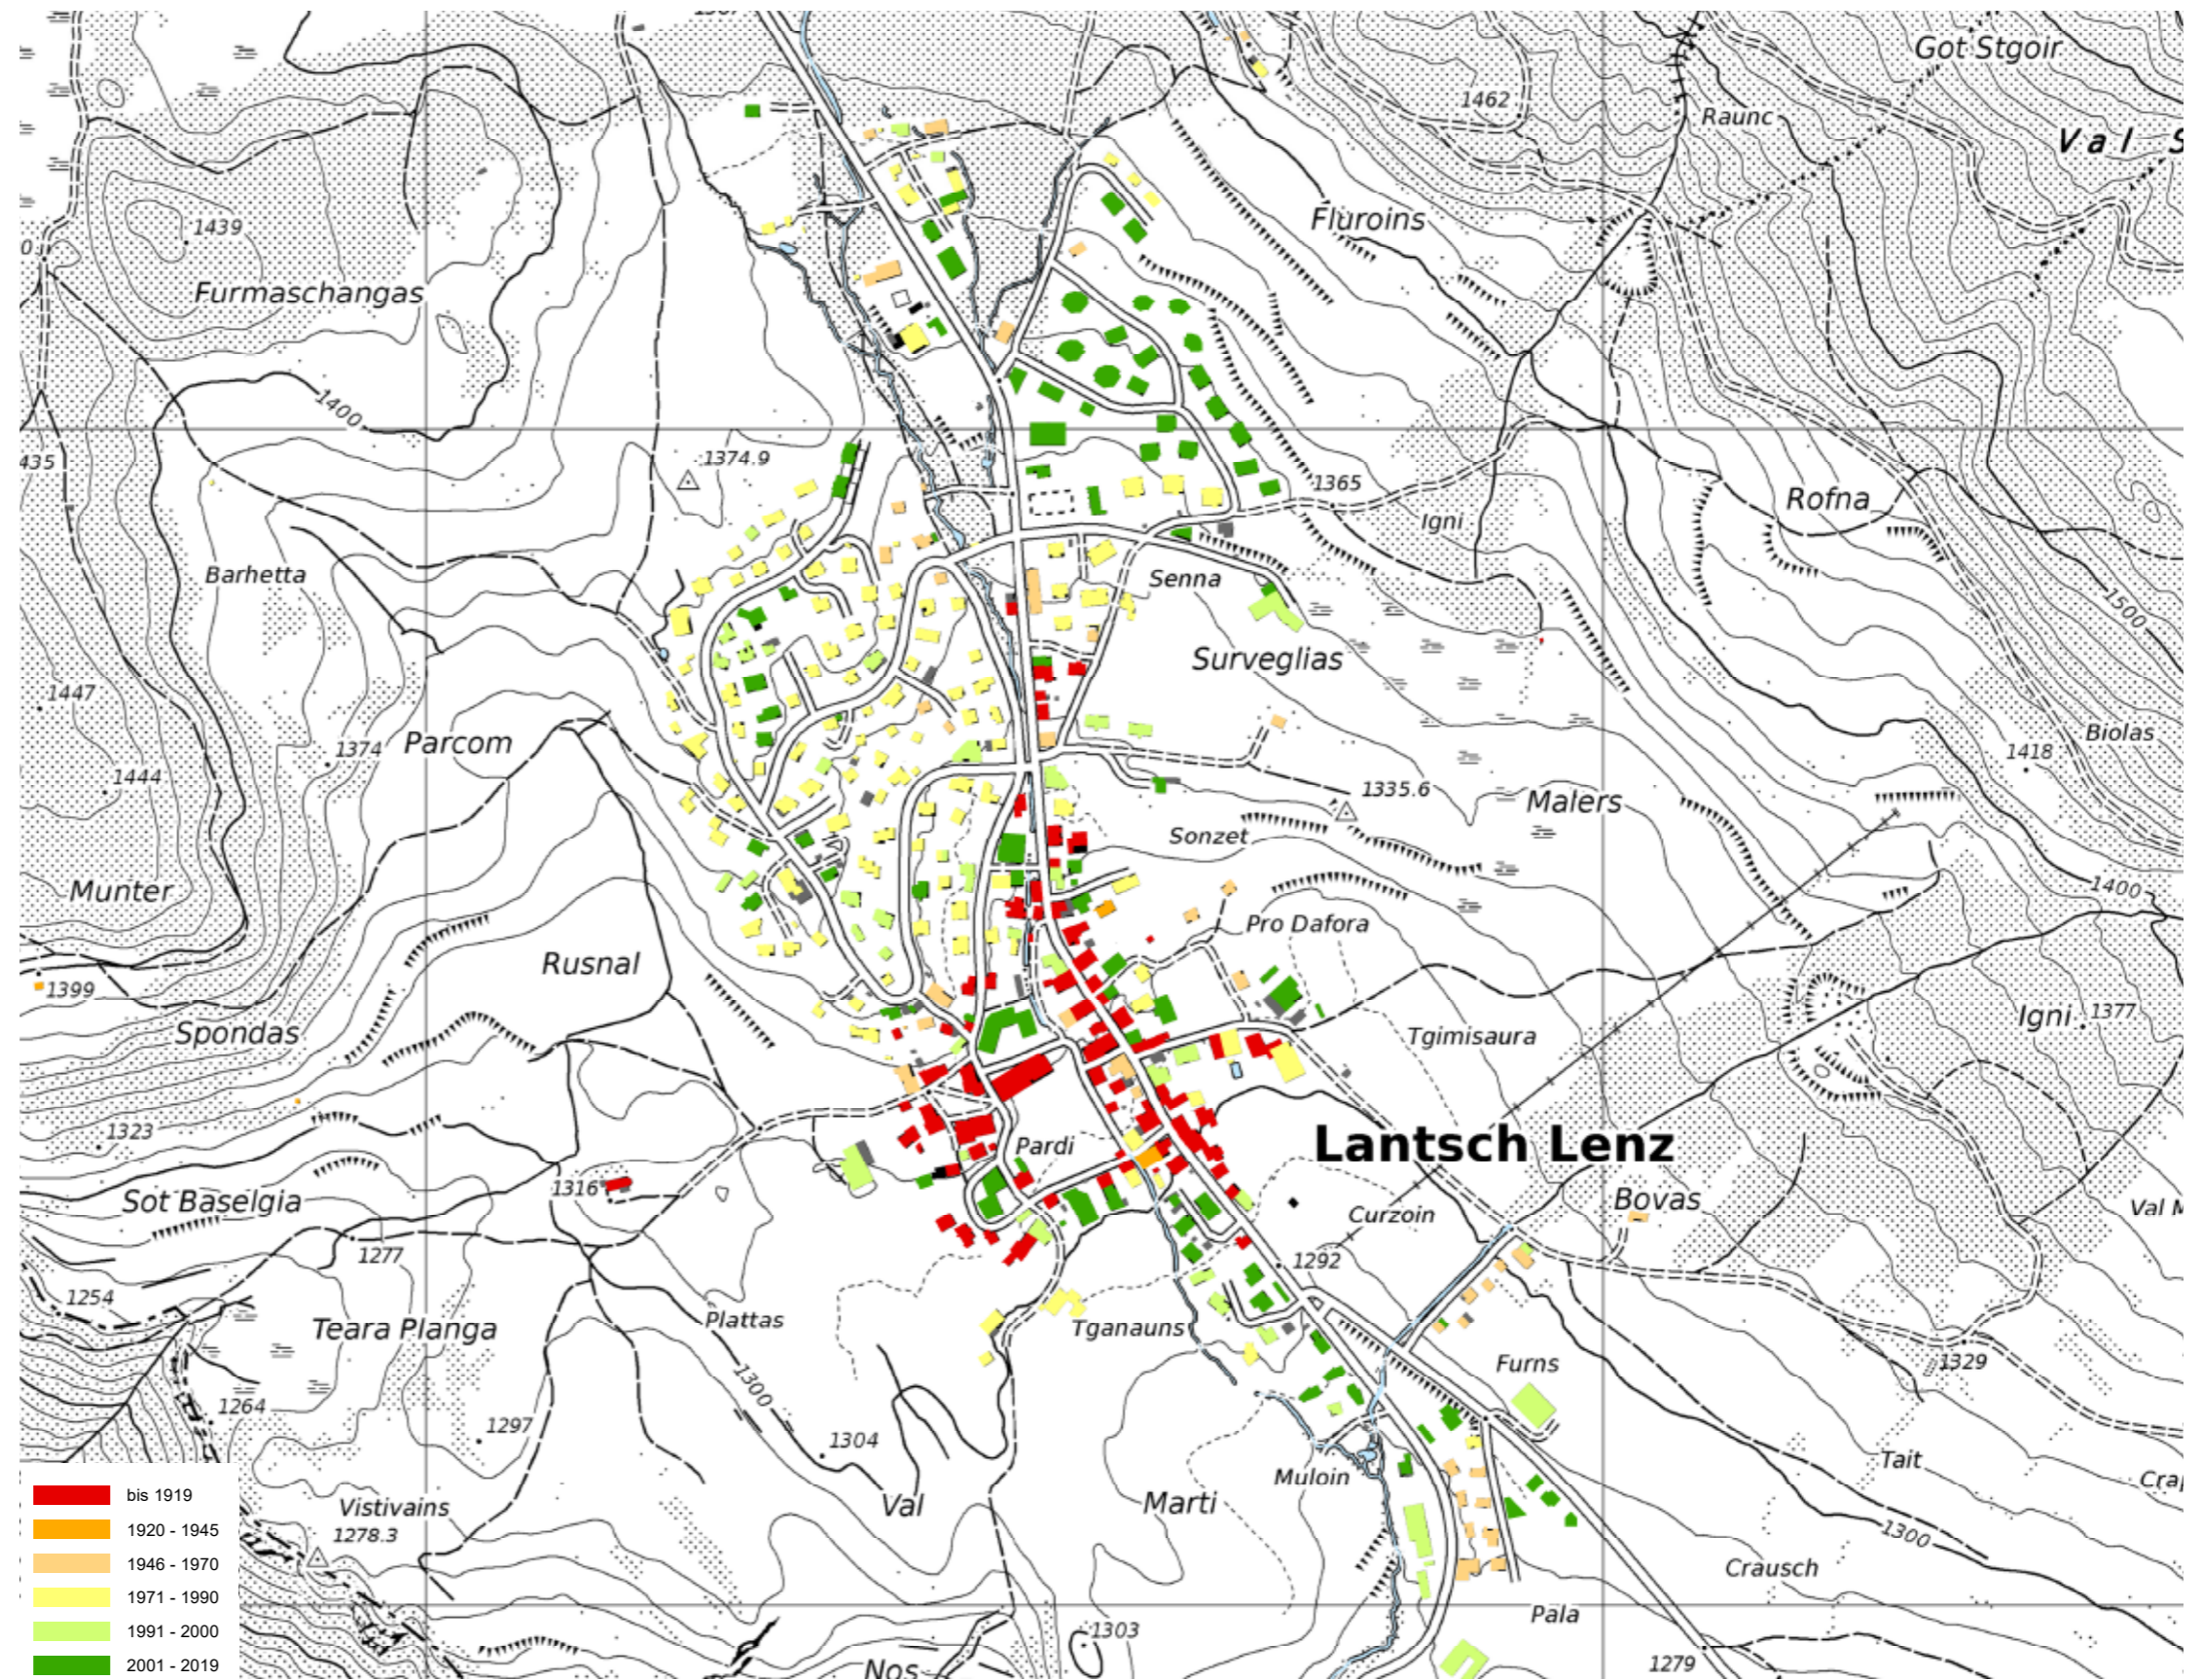 Got Stgoir
1462
Raunc
Val S
1439
Fluroins
Furmaschangas
1400
435
1374.9
1365
Rofna
Igni
Barhetta
Senna
1500
Surveglias
1447
1374
Parcom
Biolas
1418
1444
1335.6
Malers
Sonzet
Munter
1400
Pro Dafora
Rusnal
1399
Igni
1377
Spondas
Tgimisaura
1323
Pardi
Lantsch Lenz
1316
Sot Baselgia
Bovas
Curzoin
Val M
1277
1292
1254
Plattas
Teara Planga
Tganauns
Furns
1329
1300
1264
1297
1304
Tait
Muloin
Crap
bis 1919
Vistivains
Val
Marti
1920 - 1945
1278.3
1300
1946 - 1970
Crausch
1971 - 1990
Pala
1991 - 2000
1303
2001 - 2019
Nos
1279